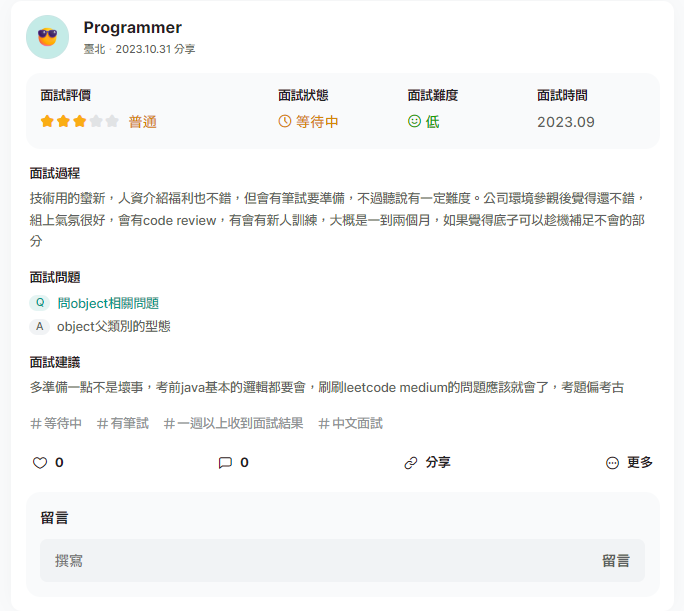 Programmer
臺北 · 2023.10.31 分享
面試評價 面試狀態 面試難度 面試時間
普通 等待中 低 2023.09
面試過程
技術用的蠻新，人資介紹福利也不錯，但會有筆試要準備，不過聽說有一定難度。公司環境參觀後覺得還不錯，
組上氣氛很好，會有code review，有會有新人訓練，大概是一到兩個月，如果覺得底子可以趁機補足不會的部
分
面試問題
Q 問object相關問題
A object父類別的型態
面試建議
多準備一點不是壞事，考前java基本的邏輯都要會，刷刷leetcode medium的問題應該就會了，考題偏考古
#等待中 #有筆試 #一週以上收到面試結果 #中文面試
0 0 分享 更多
留言
撰寫 留言